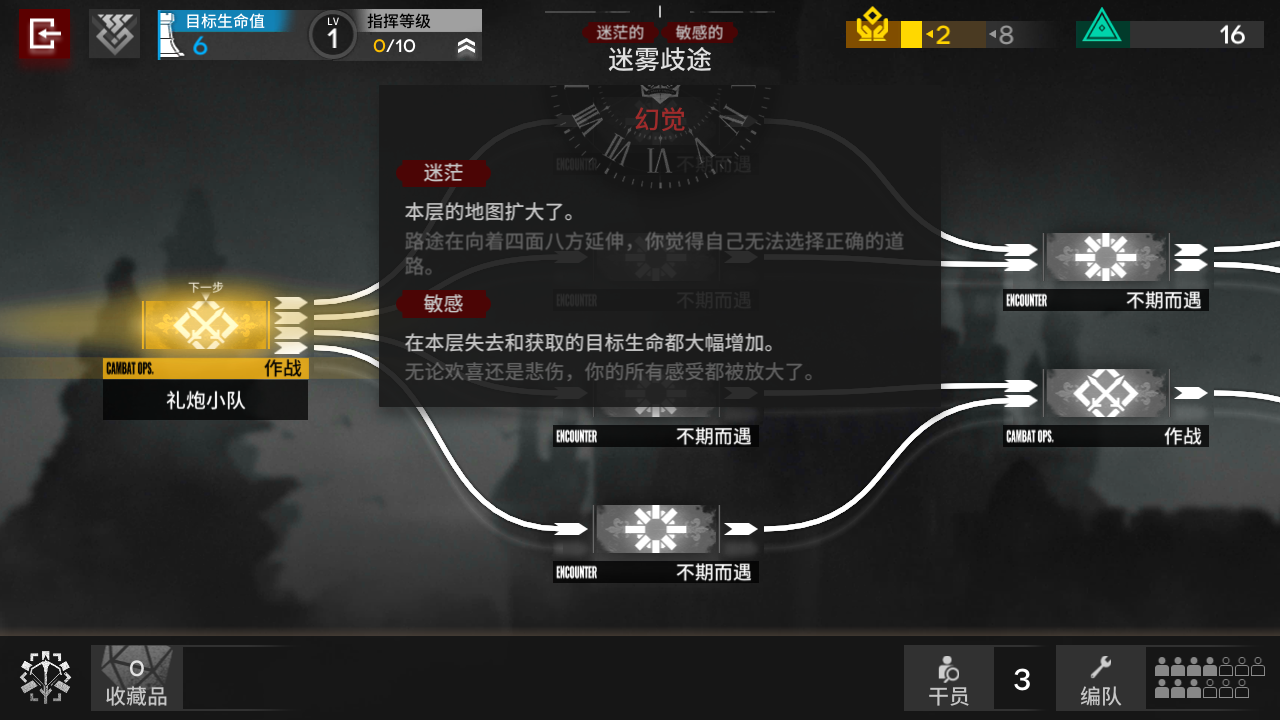 目标生命值
6
LV
1
指挥等级
0/10
迷茫的
敏感的
迷雾歧途
2
8
16
幻觉
ENCOUNTER
不期而遇
迷茫
本层的地图扩大了。
路途在向着四面八方延伸，你觉得自己无法选择正确的道
路。
敏感
在本层失去和获取的目标生命都大幅增加。
无论欢喜还是悲伤，你的所有感受都被放大了。
下一步
CAMBAT OPS.
作战
礼炮小队
ENCOUNTER
不期而遇
ENCOUNTER
不期而遇
ENCOUNTER
不期而遇
CAMBAT OPS.
作战
ENCOUNTER
不期而遇
0
收藏品
干员
3
编队